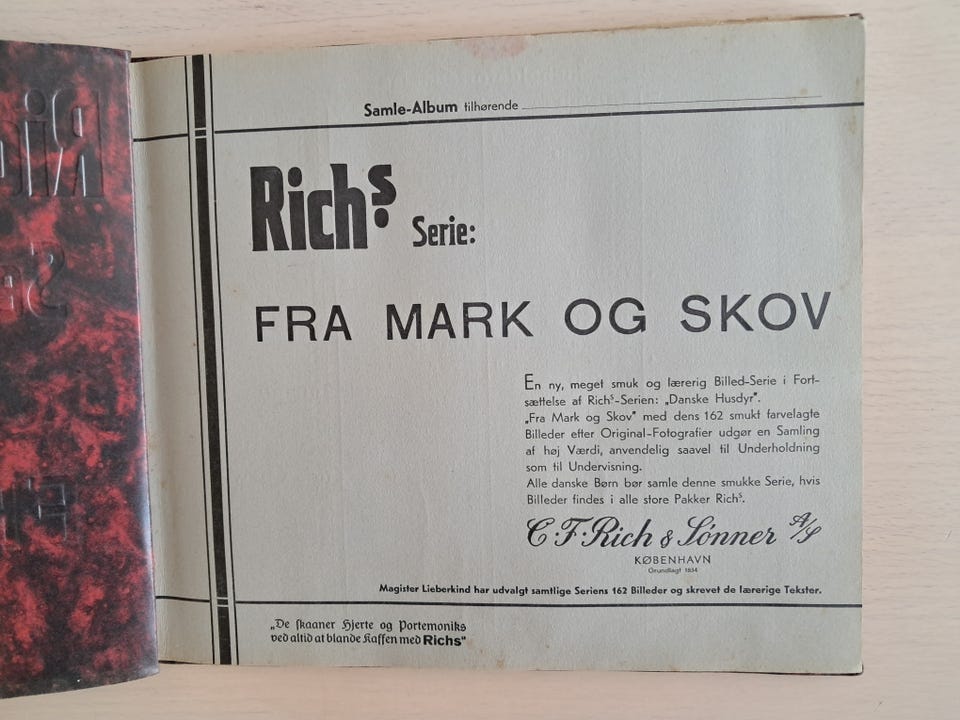 Samle-Album tilhørende
Richs
Serie:
FRA MARK OG SKOV
En ny, meget smuk og lærerig Billed-Serie i Fort-
sættelse af Richs-Serien: „Danske Husdyr".
„Fra Mark og Skov" med dens 162 smukt farvelagte
Billeder efter Original-Fotografier udgør en Samling
af høj Værdi, anvendelig saavel til Underholdning
som til Undervisning.
Alle danske Børn bør samle denne smukke Serie, hvis
Billeder findes i alle store Pakker Richs.
C.F. Rich & Sønner A/S
KØBENHAVN
Grundlagt 1834
Magister Lieberkind har udvalgt samtlige Seriens 162 Billeder og skrevet de lærerige Tekster.
„De skaaner Hjerte og Portemoniks
ved altid at blande Kaffen med Richs"